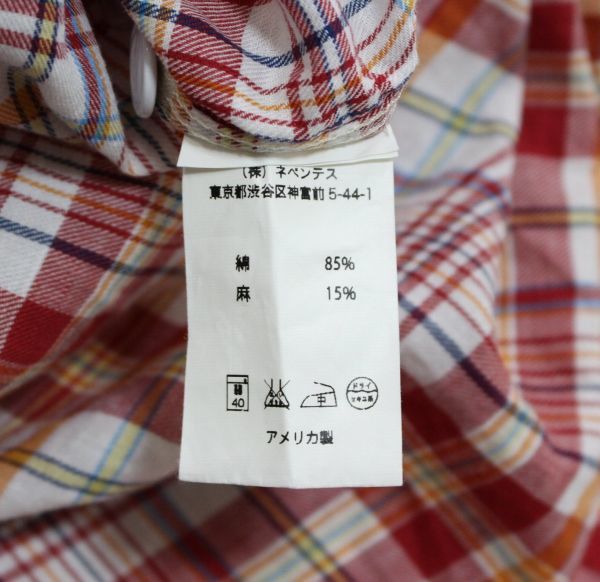 (株) ネペンテス
東京都渋谷区神宮前5-44-1
綿 85%
麻 15%
40 中 ドライ
アメリカ製